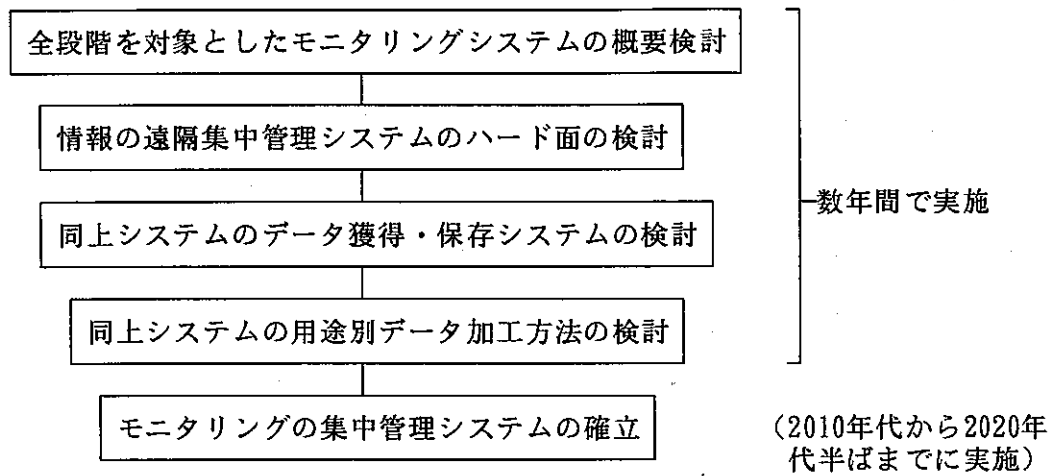 全段階を対象としたモニタリングシステムの概要検討
情報の遠隔集中管理システムのハード面の検討
同上システムのデータ獲得・保存システムの検討
同上システムの用途別データ加工方法の検討
モニタリングの集中管理システムの確立
数年間で実施
（2010年代から2020年
代半ばまでに実施）